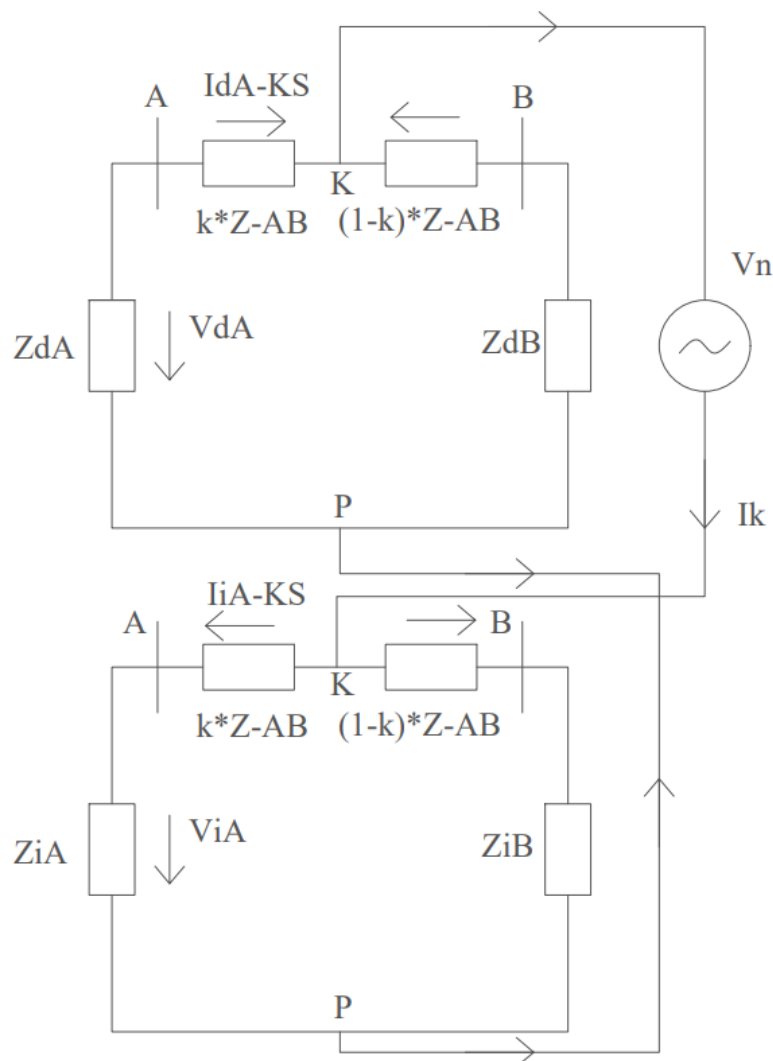 IdA-KS
A
B
K
k*Z-AB
(1-k)*Z-AB
Vn
VdA
ZdA
ZdB
P
Ik
IiA-KS
A
B
K
k*Z-AB
(1-k)*Z-AB
ViA
ZiA
ZiB
P